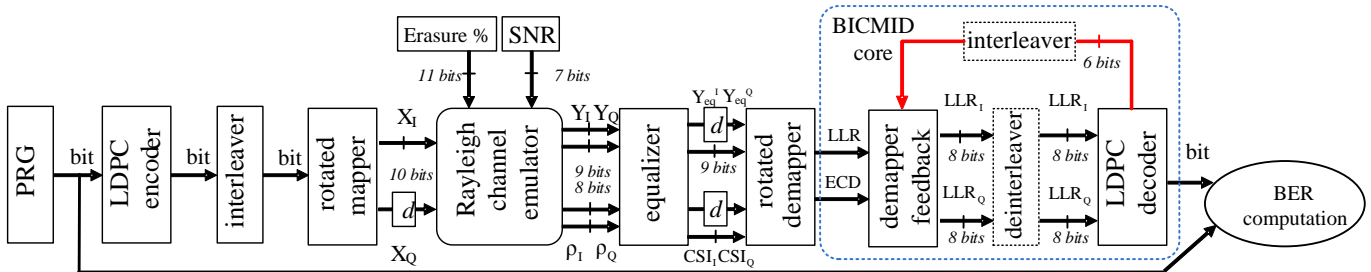 PRG
bit
LDPC
encoder
bit
interleaver
bit
rotated
mapper
X_I
10 bits
d
X_Q
Erasure %
11 bits
SNR
7 bits
Rayleigh
channel
emulator
Y_I Y_Q
9 bits
8 bits
ρ_I ρ_Q
equalizer
Y_eq^I Y_eq^Q
d
9 bits
d
CSI_I CSI_Q
rotated
demapper
LLR
ECD
BICMID
core
interleaver
6 bits
demapper
feedback
LLR_I
8 bits
LLR_Q
8 bits
deinterleaver
LLR_I
8 bits
LLR_Q
8 bits
LDPC
decoder
bit
BER
computation